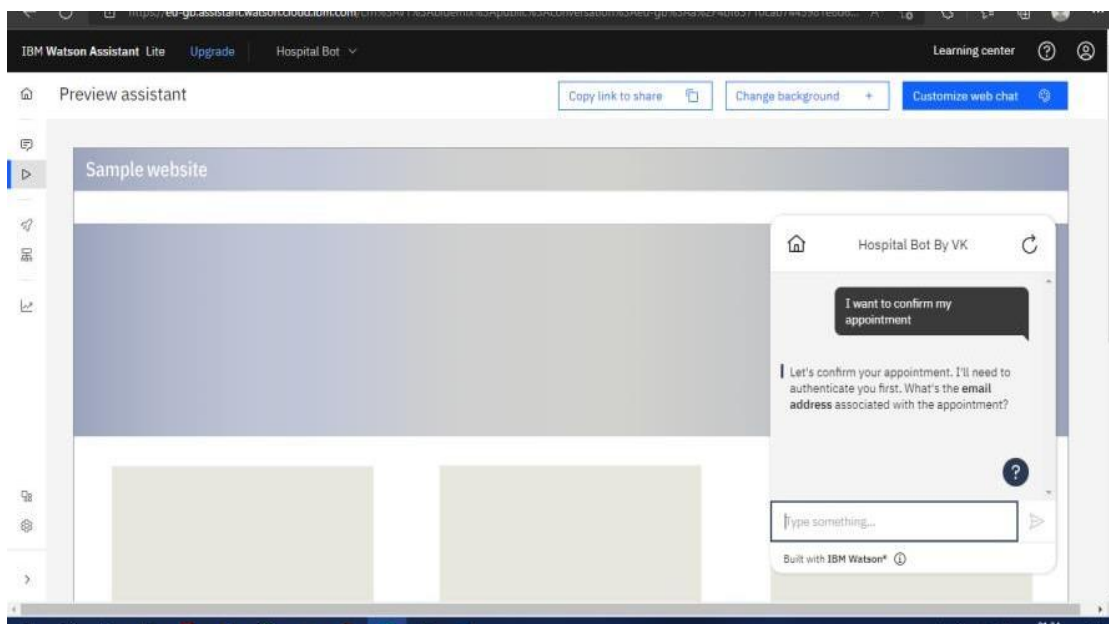 IBM Watson Assistant Lite Upgrade Hospital Bot Learning center
Preview assistant Copy link to share Change background + Customize web chat
Sample website
Hospital Bot By VK
I want to confirm my
appointment
Let's confirm your appointment. I'll need to
authenticate you first. What's the email
address associated with the appointment?
?
Type something...
Built with IBM Watson®